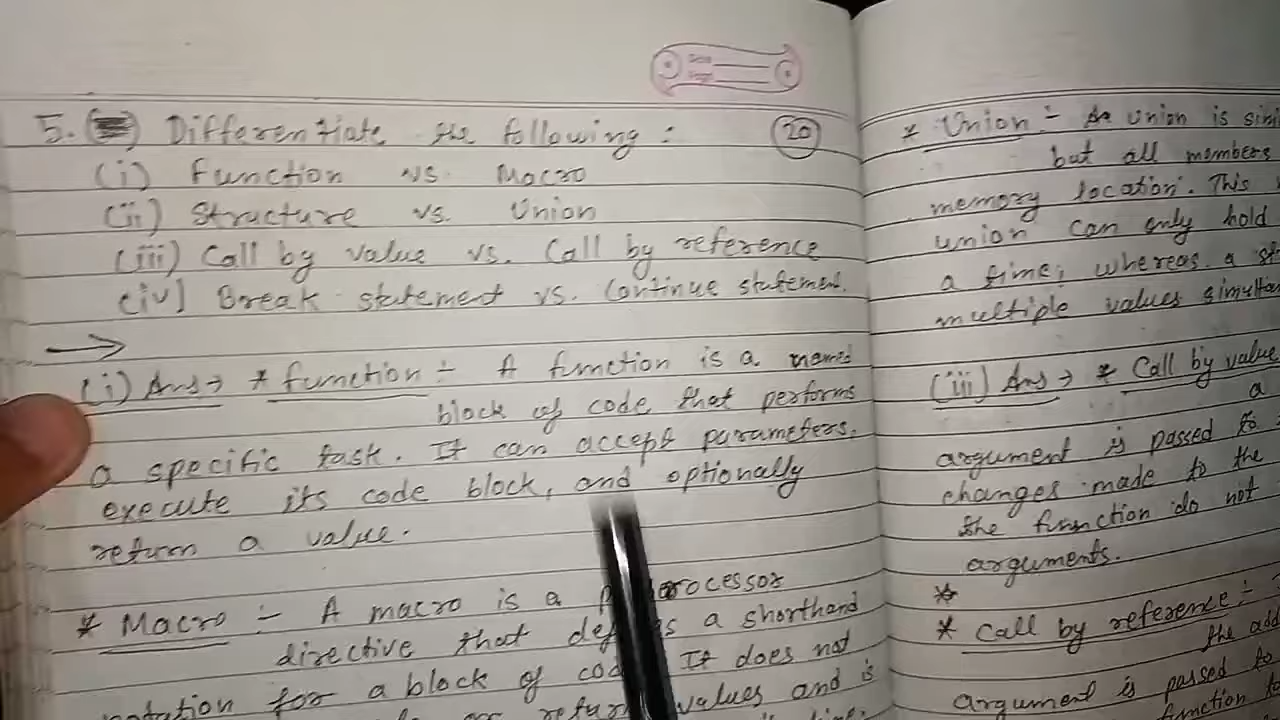 Date
Page
5. Differentiate the following : 20
(i) Function vs. Macro
(ii) Structure vs. Union
(iii) Call by value vs. Call by reference
(iv) Break statement vs. Continue statement.
(i) Ans → * function :- A function is a named
block of code that performs
a specific task. It can accept parameters,
execute its code block, and optionally
return a value.
* Macro :- A macro is a
directive that a shorthand
for a block of It does not
values and is
* Union :- Union is
but all members
memory location. This
union can only hold
a time; whereas a
multiple values
(iii) Ans → * Call by value
a
argument is passed to
changes made to the
the function do not
arguments.
*
* Call by reference :-
the
argument is passed to
function